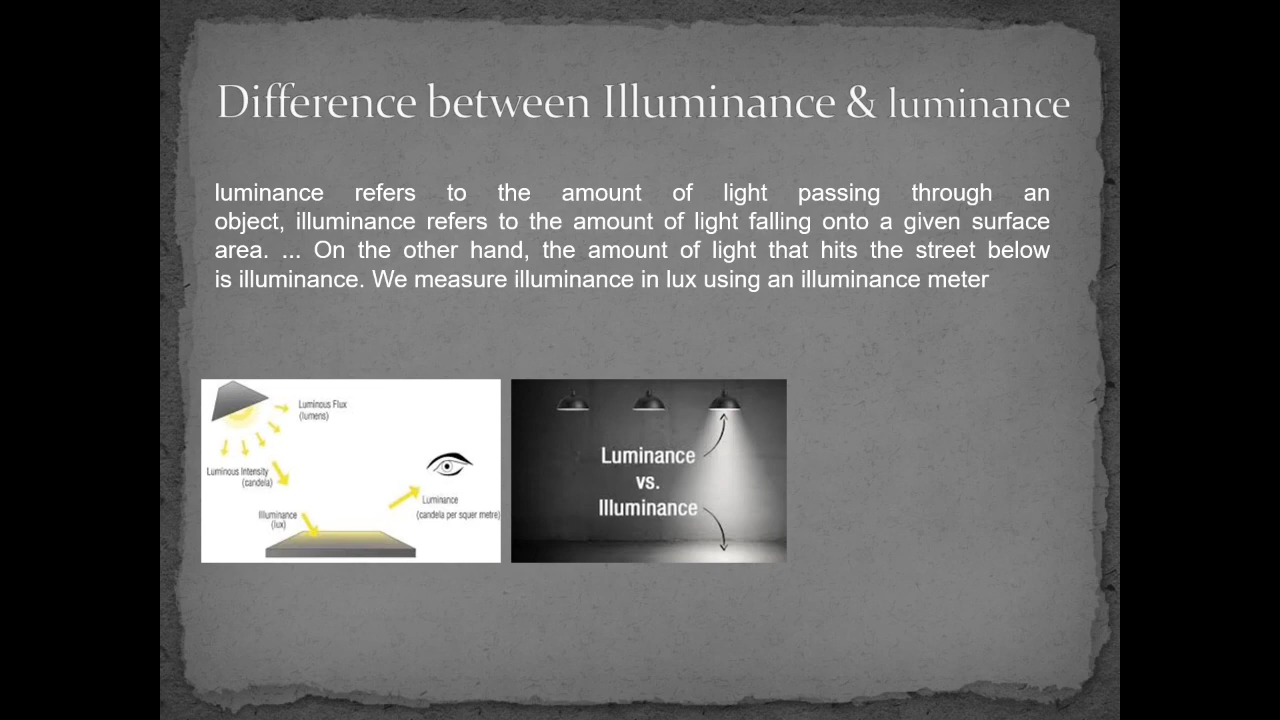 Difference between Illuminance & luminance
luminance refers to the amount of light passing through an
object, illuminance refers to the amount of light falling onto a given surface
area. ... On the other hand, the amount of light that hits the street below
is illuminance. We measure illuminance in lux using an illuminance meter
Luminous Flux
(lumens)
Luminous Intensity
(candela)
Illuminance
(lux)
Luminance
(candela per squer metre)
Luminance
vs.
Illuminance